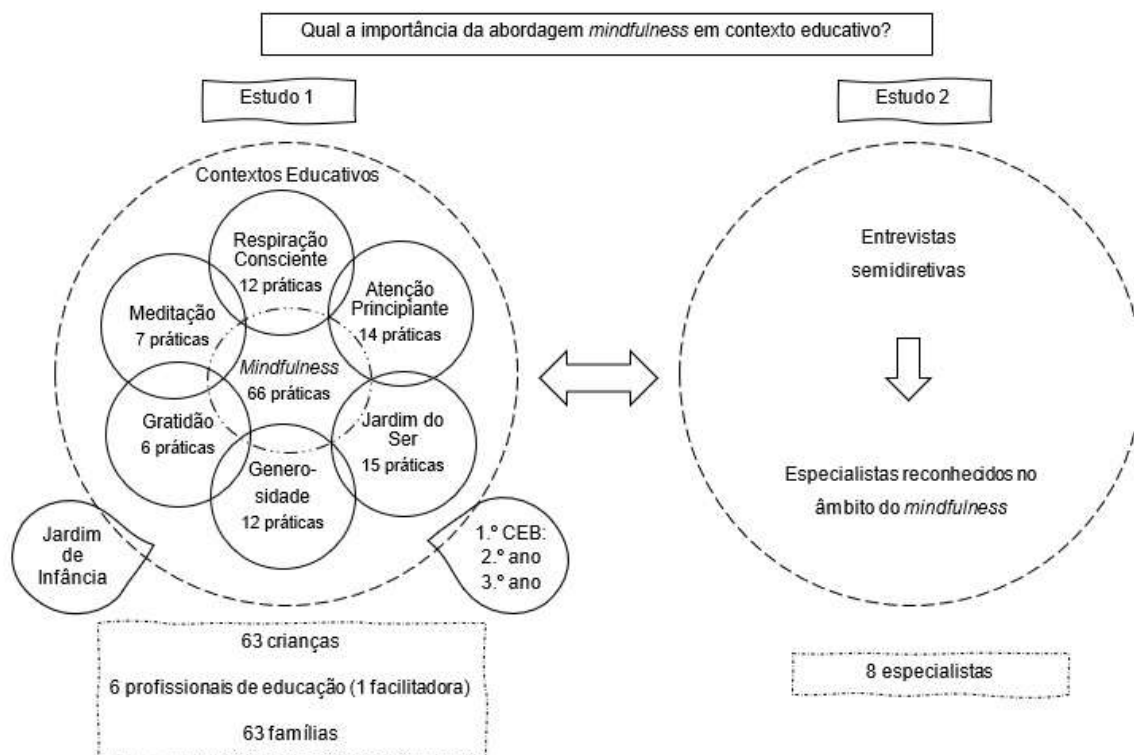 Qual a importância da abordagem mindfulness em contexto educativo?
Estudo 1
Contextos Educativos
Respiração
Consciente
12 práticas
Atenção
Principiante
14 práticas
Meditação
7 práticas
Mindfulness
66 práticas
Gratidão
6 práticas
Jardim do
Ser
15 práticas
Genero-
sidade
12 práticas
Jardim
de
Infância
1.º CEB:
2.º ano
3.º ano
63 crianças
6 profissionais de educação (1 facilitadora)
63 famílias
Estudo 2
Entrevistas
semidiretivas
Especialistas reconhecidos no
âmbito do mindfulness
8 especialistas